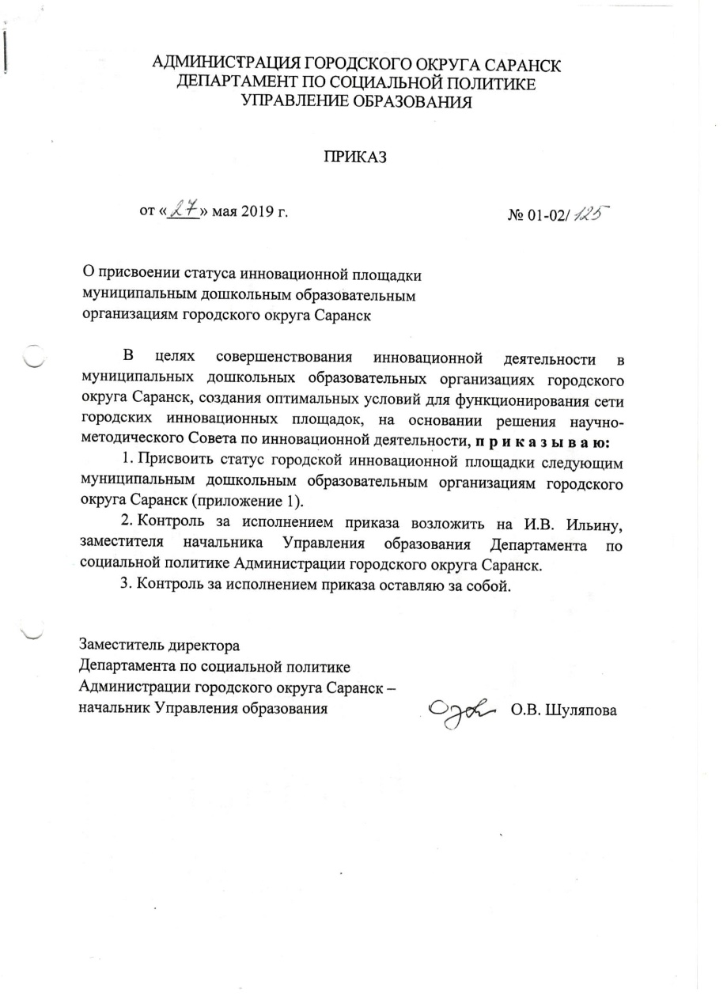 АДМИНИСТРАЦИЯ ГОРОДСКОГО ОКРУГА САРАНСК
ДЕПАРТАМЕНТ ПО СОЦИАЛЬНОЙ ПОЛИТИКЕ
УПРАВЛЕНИЕ ОБРАЗОВАНИЯ
ПРИКАЗ
от «27» мая 2019 г. № 01-02/125
О присвоении статуса инновационной площадки
муниципальным дошкольным образовательным
организациям городского округа Саранск
В целях совершенствования инновационной деятельности в
муниципальных дошкольных образовательных организациях городского
округа Саранск, создания оптимальных условий для функционирования сети
городских инновационных площадок, на основании решения научно-
методического Совета по инновационной деятельности, п р и к а з ы в а ю:
1. Присвоить статус городской инновационной площадки следующим
муниципальным дошкольным образовательным организациям городского
округа Саранск (приложение 1).
2. Контроль за исполнением приказа возложить на И.В. Ильину,
заместителя начальника Управления образования Департамента по
социальной политике Администрации городского округа Саранск.
3. Контроль за исполнением приказа оставляю за собой.
Заместитель директора
Департамента по социальной политике
Администрации городского округа Саранск –
начальник Управления образования О.В. Шуляпова